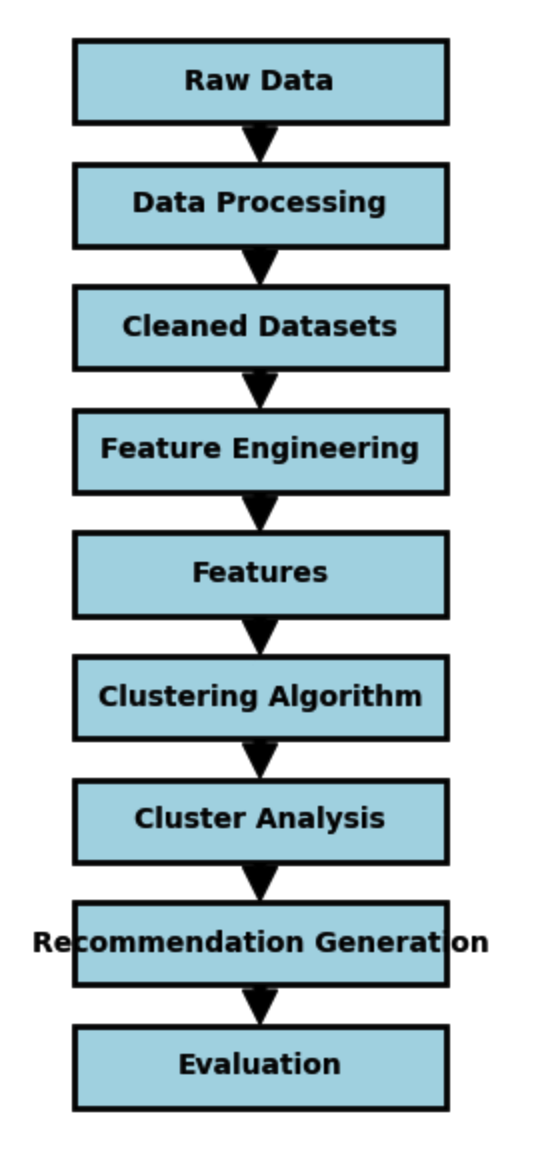 Raw Data
Data Processing
Cleaned Datasets
Feature Engineering
Features
Clustering Algorithm
Cluster Analysis
Recommendation Generation
Evaluation